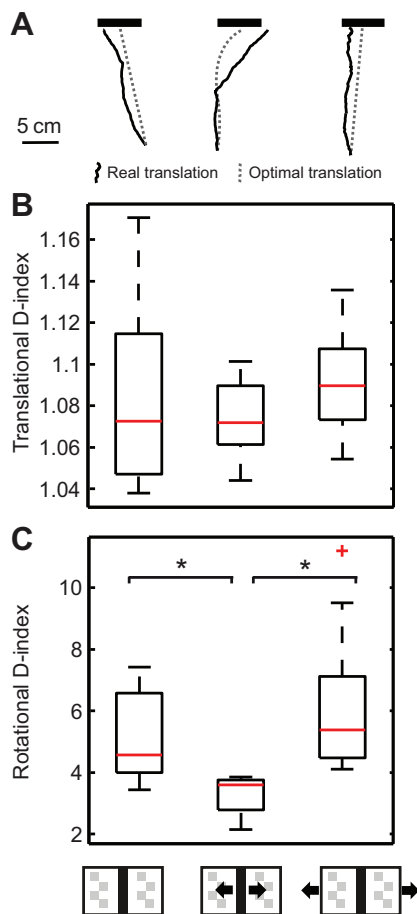 A
5 cm
Real translation
Optimal translation
B
Translational D-index
1.16
1.14
1.12
1.1
1.08
1.06
1.04
C
Rotational D-index
10
8
6
4
2
*
*